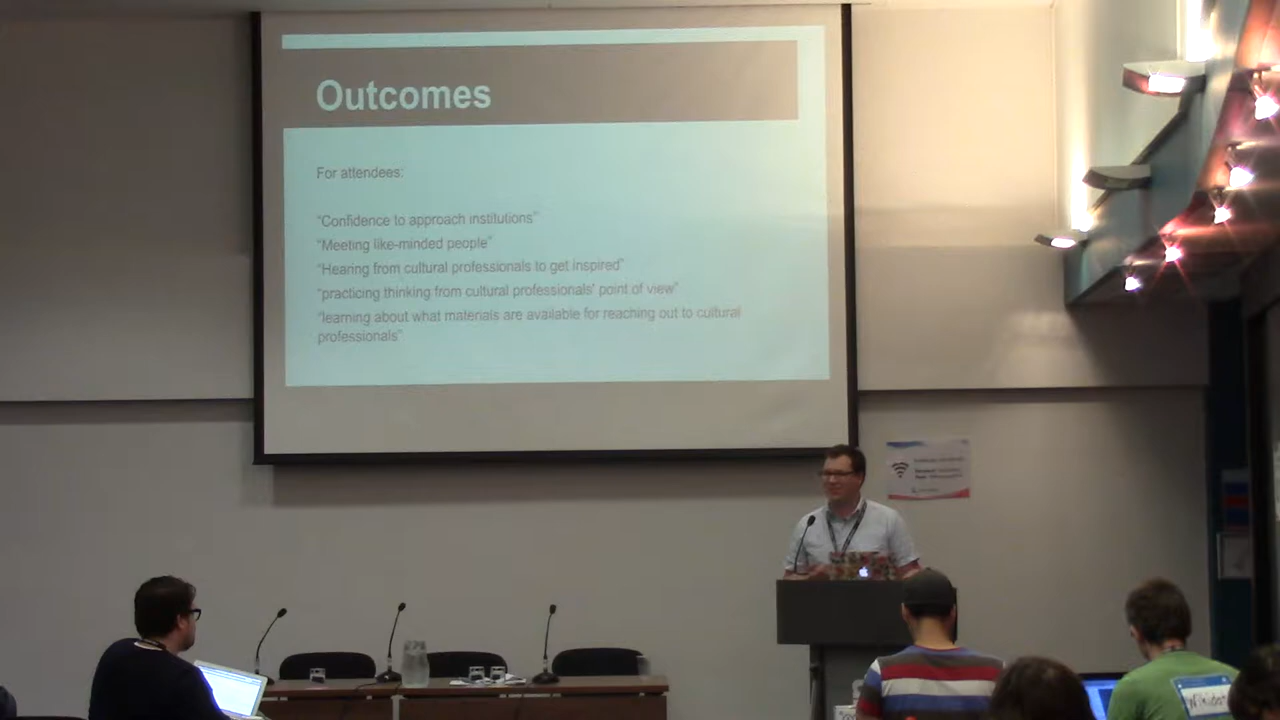 Outcomes
For attendees:
“Confidence to approach institutions”
“Meeting like-minded people”
“Hearing from cultural professionals to get inspired”
“practicing thinking from cultural professionals’ point of view”
“learning about what materials are available for reaching out to cultural
professionals”